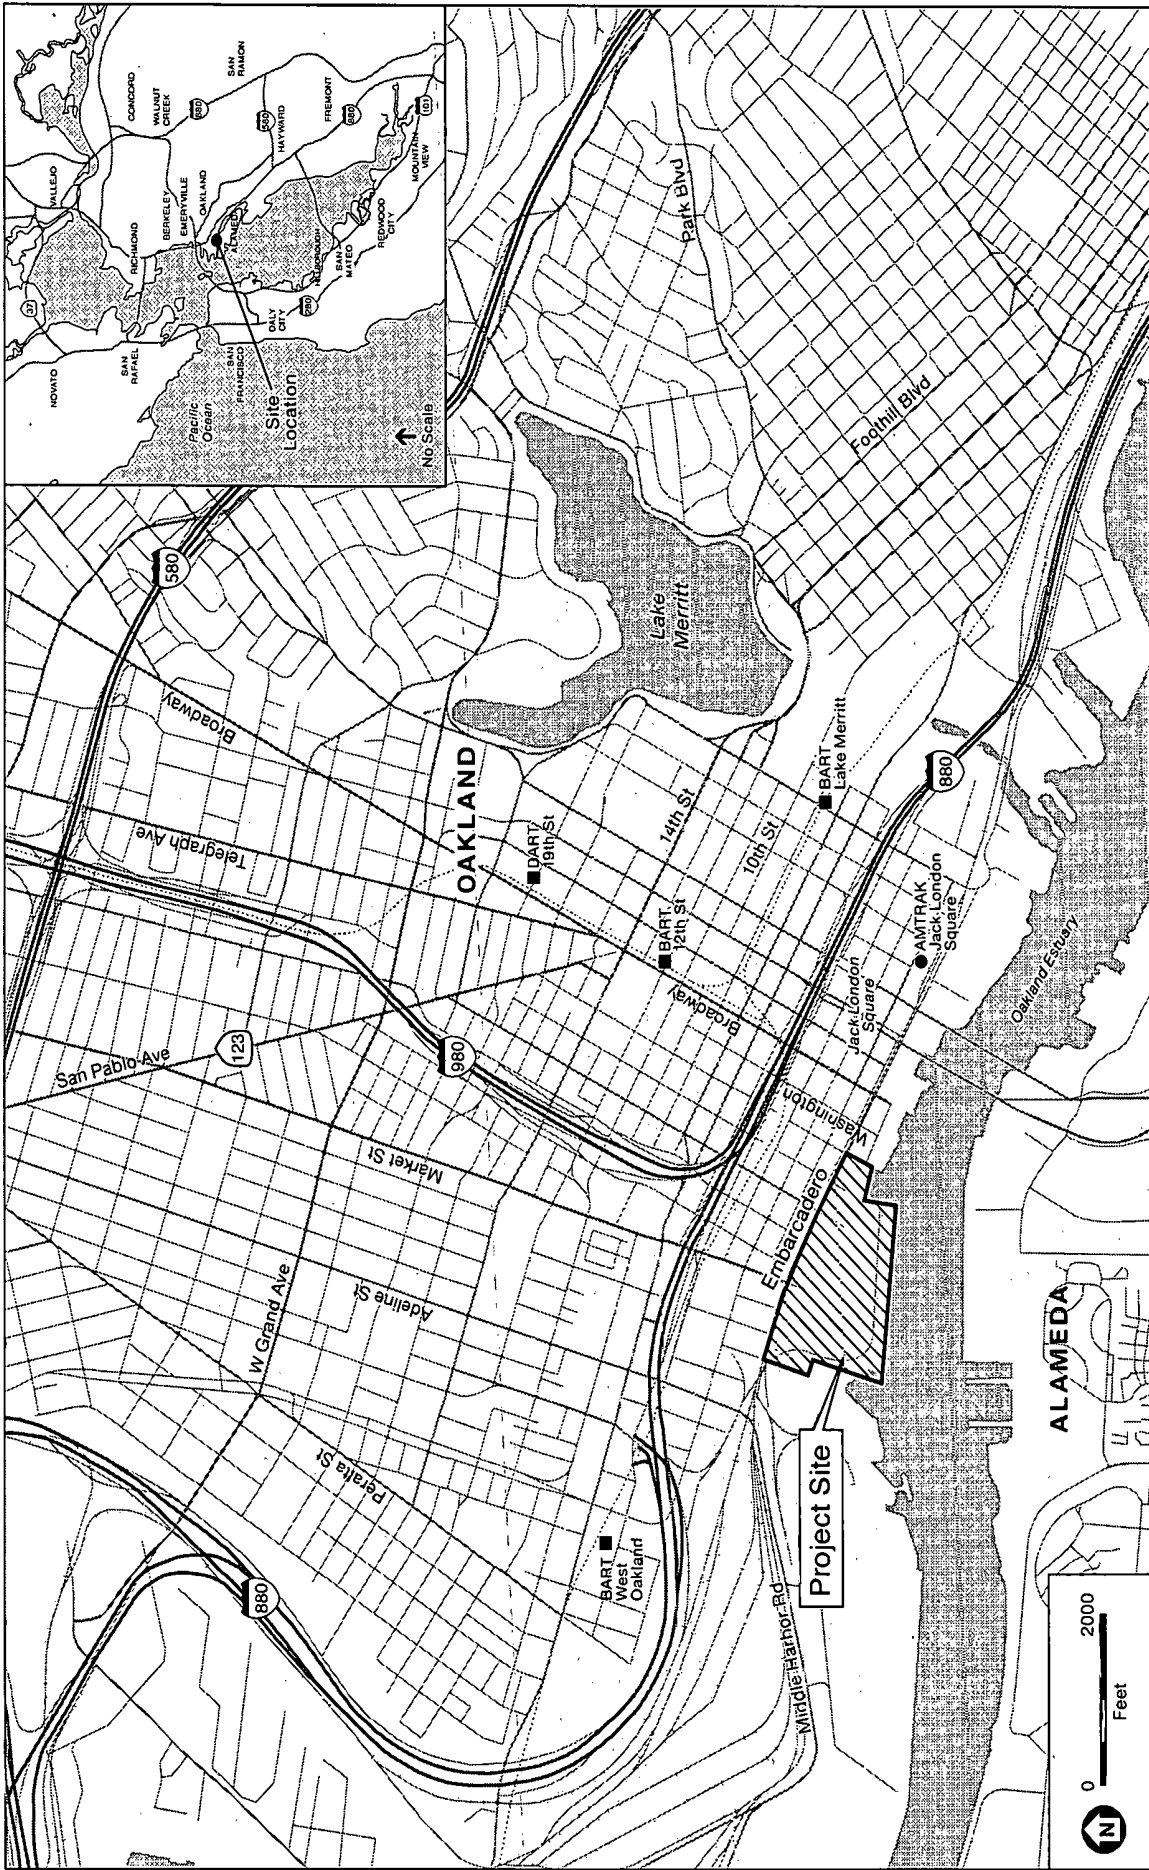 580
Broadway
Telegraph Ave
San Pablo Ave
123
980
OAKLAND
BART
19th St
Market St
W Grand Ave
Adeline St
Peralta St
880
BART
West
Oakland
BART
12th St
14th St
10th St
Broadway
Lake
Merritt
BART
Lake Merritt
Park Blvd
Foothill Blvd
880
Washington
Jack London
Square
AMTRAK
Jack London
Square
Embarcadero
Oakland Estuary
Middle Harbor Rd
Project Site
ALAMEDA
N
0
2000
Feet
NOVATO
37
VALLEJO
CONCORD
WALNUT
CREEK
680
SAN
RAMON
SAN
RAFAEL
RICHMOND
BERKELEY
EMERYVILLE
OAKLAND
ALAMEDA
580
HAYWARD
FREMONT
880
Pacific
Ocean
SAN
FRANCISCO
DALY
CITY
280
HILLSBOROUGH
SAN
MATEO
REDWOOD
CITY
MOUNTAIN
VIEW
101
Site
Location
No Scale